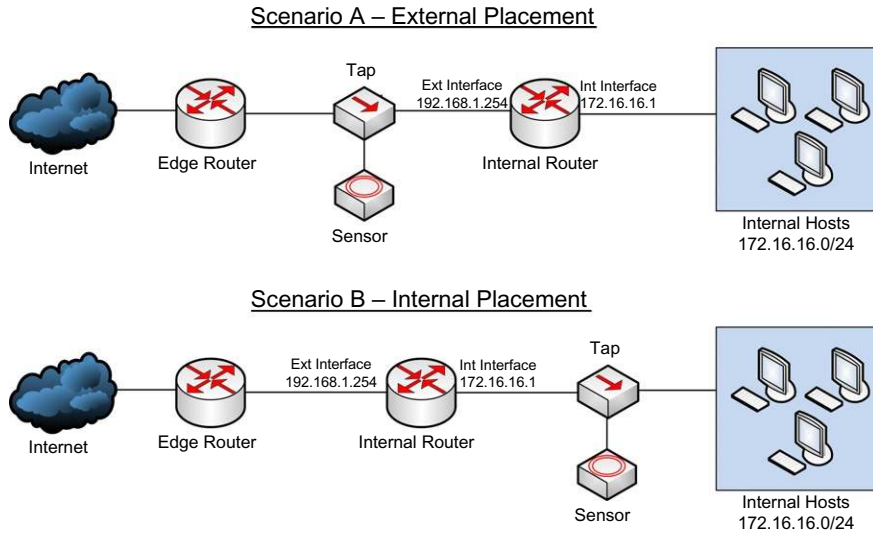 Scenario A – External Placement
Tap
Ext Interface
192.168.1.254
Int Interface
172.16.16.1
Internet
Edge Router
Internal Router
Sensor
Internal Hosts
172.16.16.0/24
Scenario B – Internal Placement
Ext Interface
192.168.1.254
Int Interface
172.16.16.1
Tap
Internet
Edge Router
Internal Router
Sensor
Internal Hosts
172.16.16.0/24